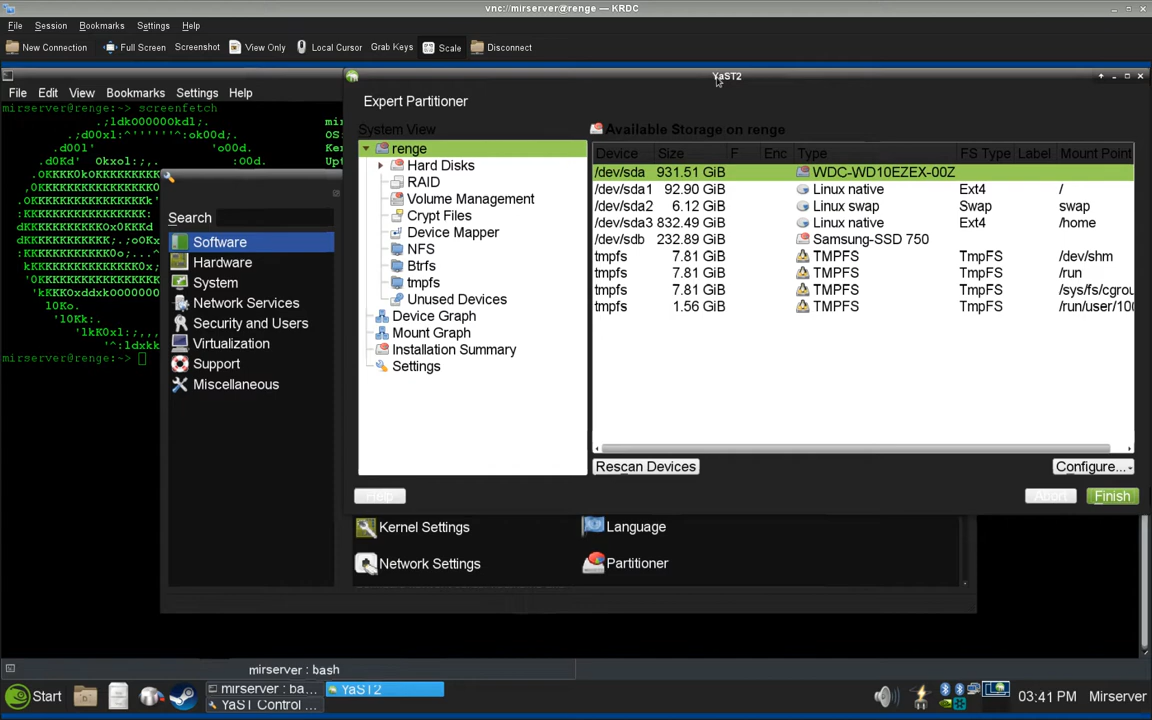 vnc://mirserver@renge — KRDC
File Session Bookmarks Settings Help
New Connection Full Screen Screenshot View Only Local Cursor Grab Keys Scale Disconnect
YaST2
File Edit View Bookmarks Settings Help
mirserver@renge:~> screenfetch
.;ldkO0000Okdl;.
.;d00xl:^''''''^:ok00d;.
OS:
.d00l' 'o00d.
Upt
mirserver@renge:~>
Search
Software
Hardware
System
Network Services
Security and Users
Virtualization
Support
Miscellaneous
Expert Partitioner
System View
renge
Hard Disks
RAID
Volume Management
Crypt Files
Device Mapper
NFS
Btrfs
tmpfs
Unused Devices
Device Graph
Mount Graph
Installation Summary
Settings
Available Storage on renge
Device Size F Enc Type FS Type Label Mount Point
/dev/sda 931.51 GiB WDC-WD10EZEX-00Z
/dev/sda1 92.90 GiB Linux native Ext4 /
/dev/sda2 6.12 GiB Linux swap Swap swap
/dev/sda3 832.49 GiB Linux native Ext4 /home
/dev/sdb 232.89 GiB Samsung-SSD 750
tmpfs 7.81 GiB TMPFS TmpFS /dev/shm
tmpfs 7.81 GiB TMPFS TmpFS /run
tmpfs 7.81 GiB TMPFS TmpFS /sys/fs/cgrou
tmpfs 1.56 GiB TMPFS TmpFS /run/user/100
Rescan Devices Configure...
Help Abort Finish
Kernel Settings Language
Network Settings Partitioner
mirserver : bash
Start mirserver : ba... YaST2 03:41 PM Mirserver
YaST Control ...